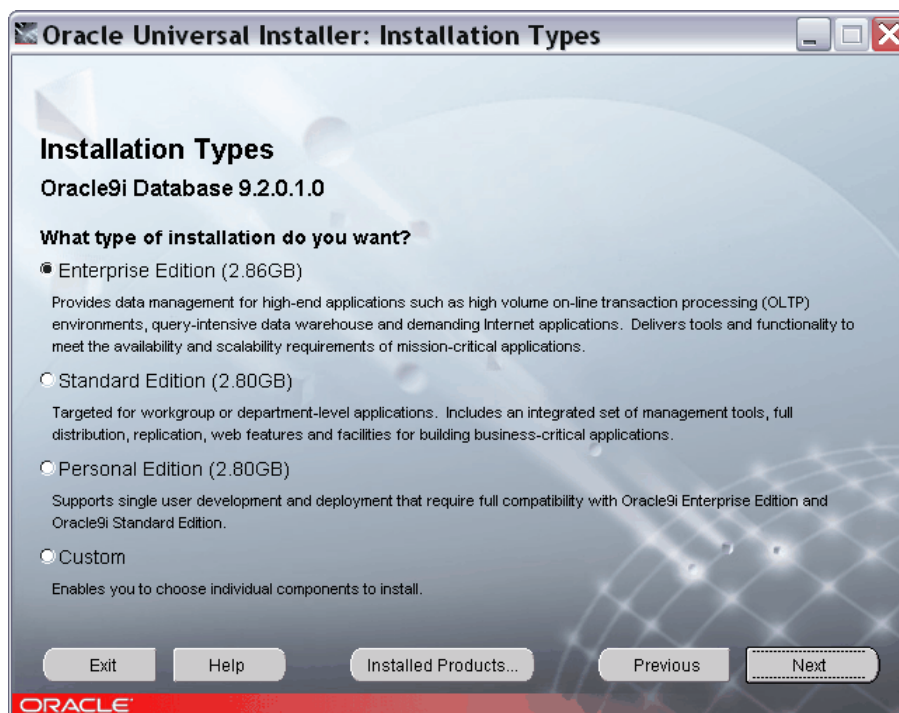 Oracle Universal Installer: Installation Types
Installation Types
Oracle9i Database 9.2.0.1.0
What type of installation do you want?
Enterprise Edition (2.86GB)
Provides data management for high-end applications such as high volume on-line transaction processing (OLTP)
environments, query-intensive data warehouse and demanding Internet applications. Delivers tools and functionality to
meet the availability and scalability requirements of mission-critical applications.
Standard Edition (2.80GB)
Targeted for workgroup or department-level applications. Includes an integrated set of management tools, full
distribution, replication, web features and facilities for building business-critical applications.
Personal Edition (2.80GB)
Supports single user development and deployment that require full compatibility with Oracle9i Enterprise Edition and
Oracle9i Standard Edition.
Custom
Enables you to choose individual components to install.
Exit Help Installed Products... Previous Next
ORACLE